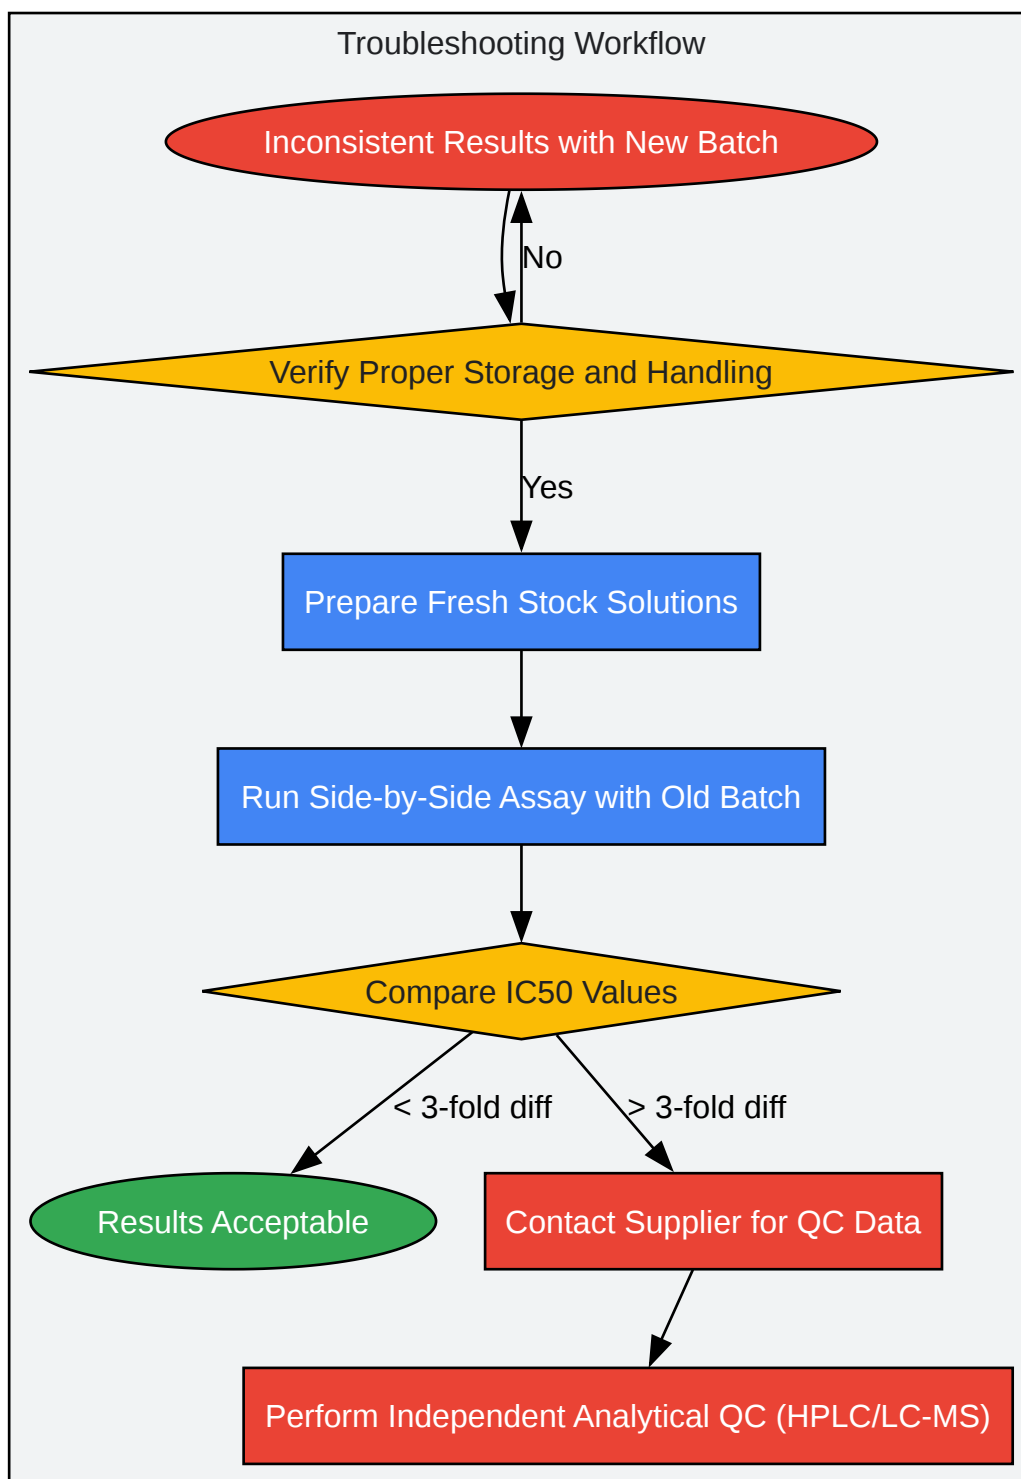 Troubleshooting Workflow
Inconsistent Results with New Batch
No
Verify Proper Storage and Handling
Yes
Prepare Fresh Stock Solutions
Run Side-by-Side Assay with Old Batch
Compare IC50 Values
< 3-fold diff
> 3-fold diff
Results Acceptable
Contact Supplier for QC Data
Perform Independent Analytical QC (HPLC/LC-MS)